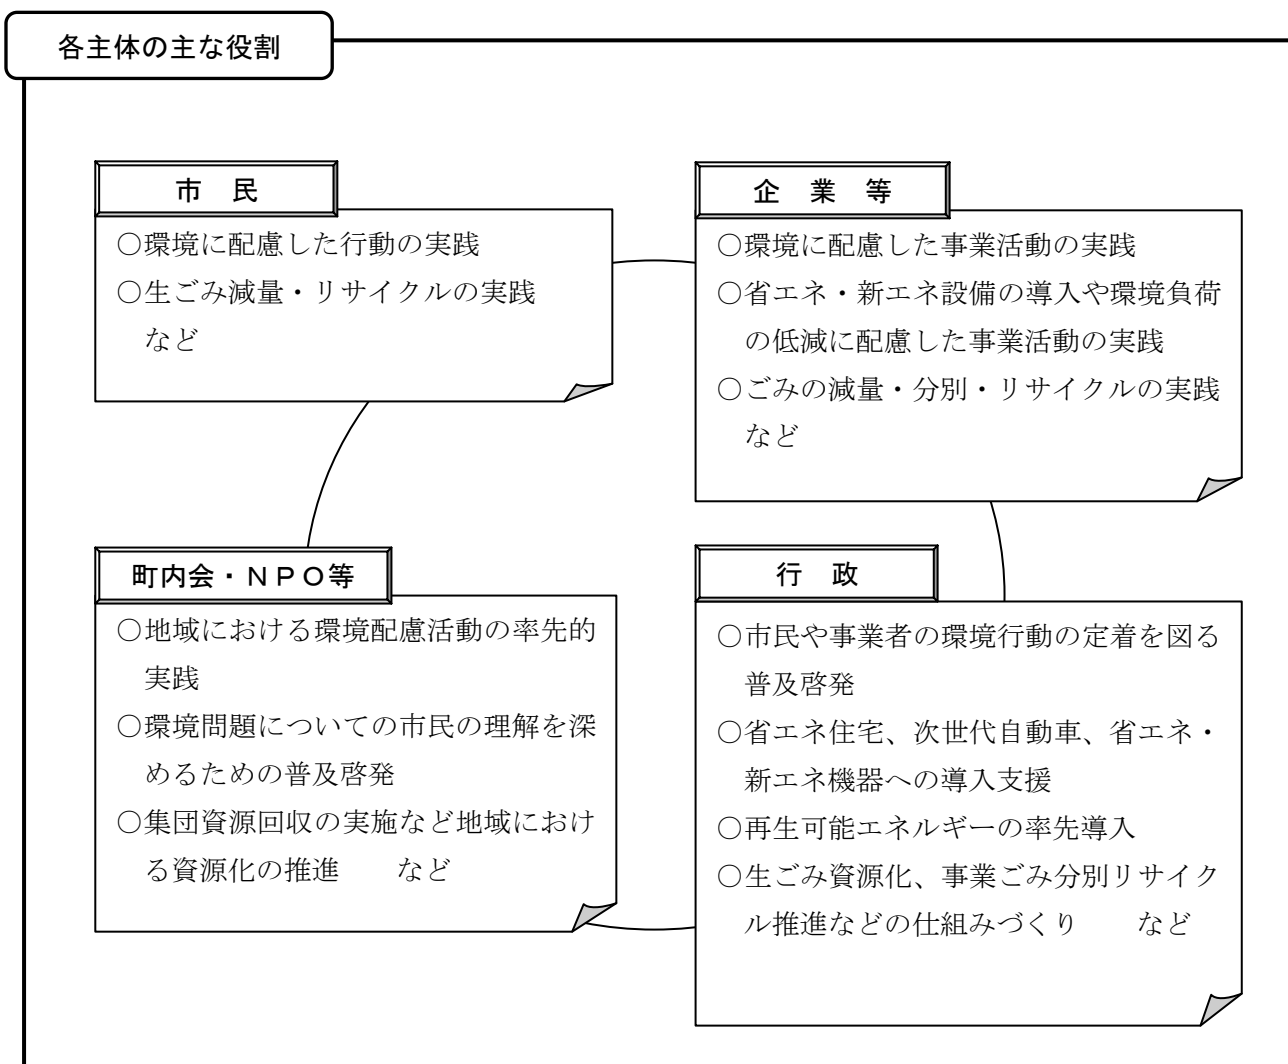 各主体の主な役割
市　民
○環境に配慮した行動の実践
○生ごみ減量・リサイクルの実践
など
企　業　等
○環境に配慮した事業活動の実践
○省エネ・新エネ設備の導入や環境負荷
の低減に配慮した事業活動の実践
○ごみの減量・分別・リサイクルの実践
など
町内会・ＮＰＯ等
○地域における環境配慮活動の率先的
実践
○環境問題についての市民の理解を深
めるための普及啓発
○集団資源回収の実施など地域におけ
る資源化の推進　　など
行　政
○市民や事業者の環境行動の定着を図る
普及啓発
○省エネ住宅、次世代自動車、省エネ・
新エネ機器への導入支援
○再生可能エネルギーの率先導入
○生ごみ資源化、事業ごみ分別リサイク
ル推進などの仕組みづくり　　など